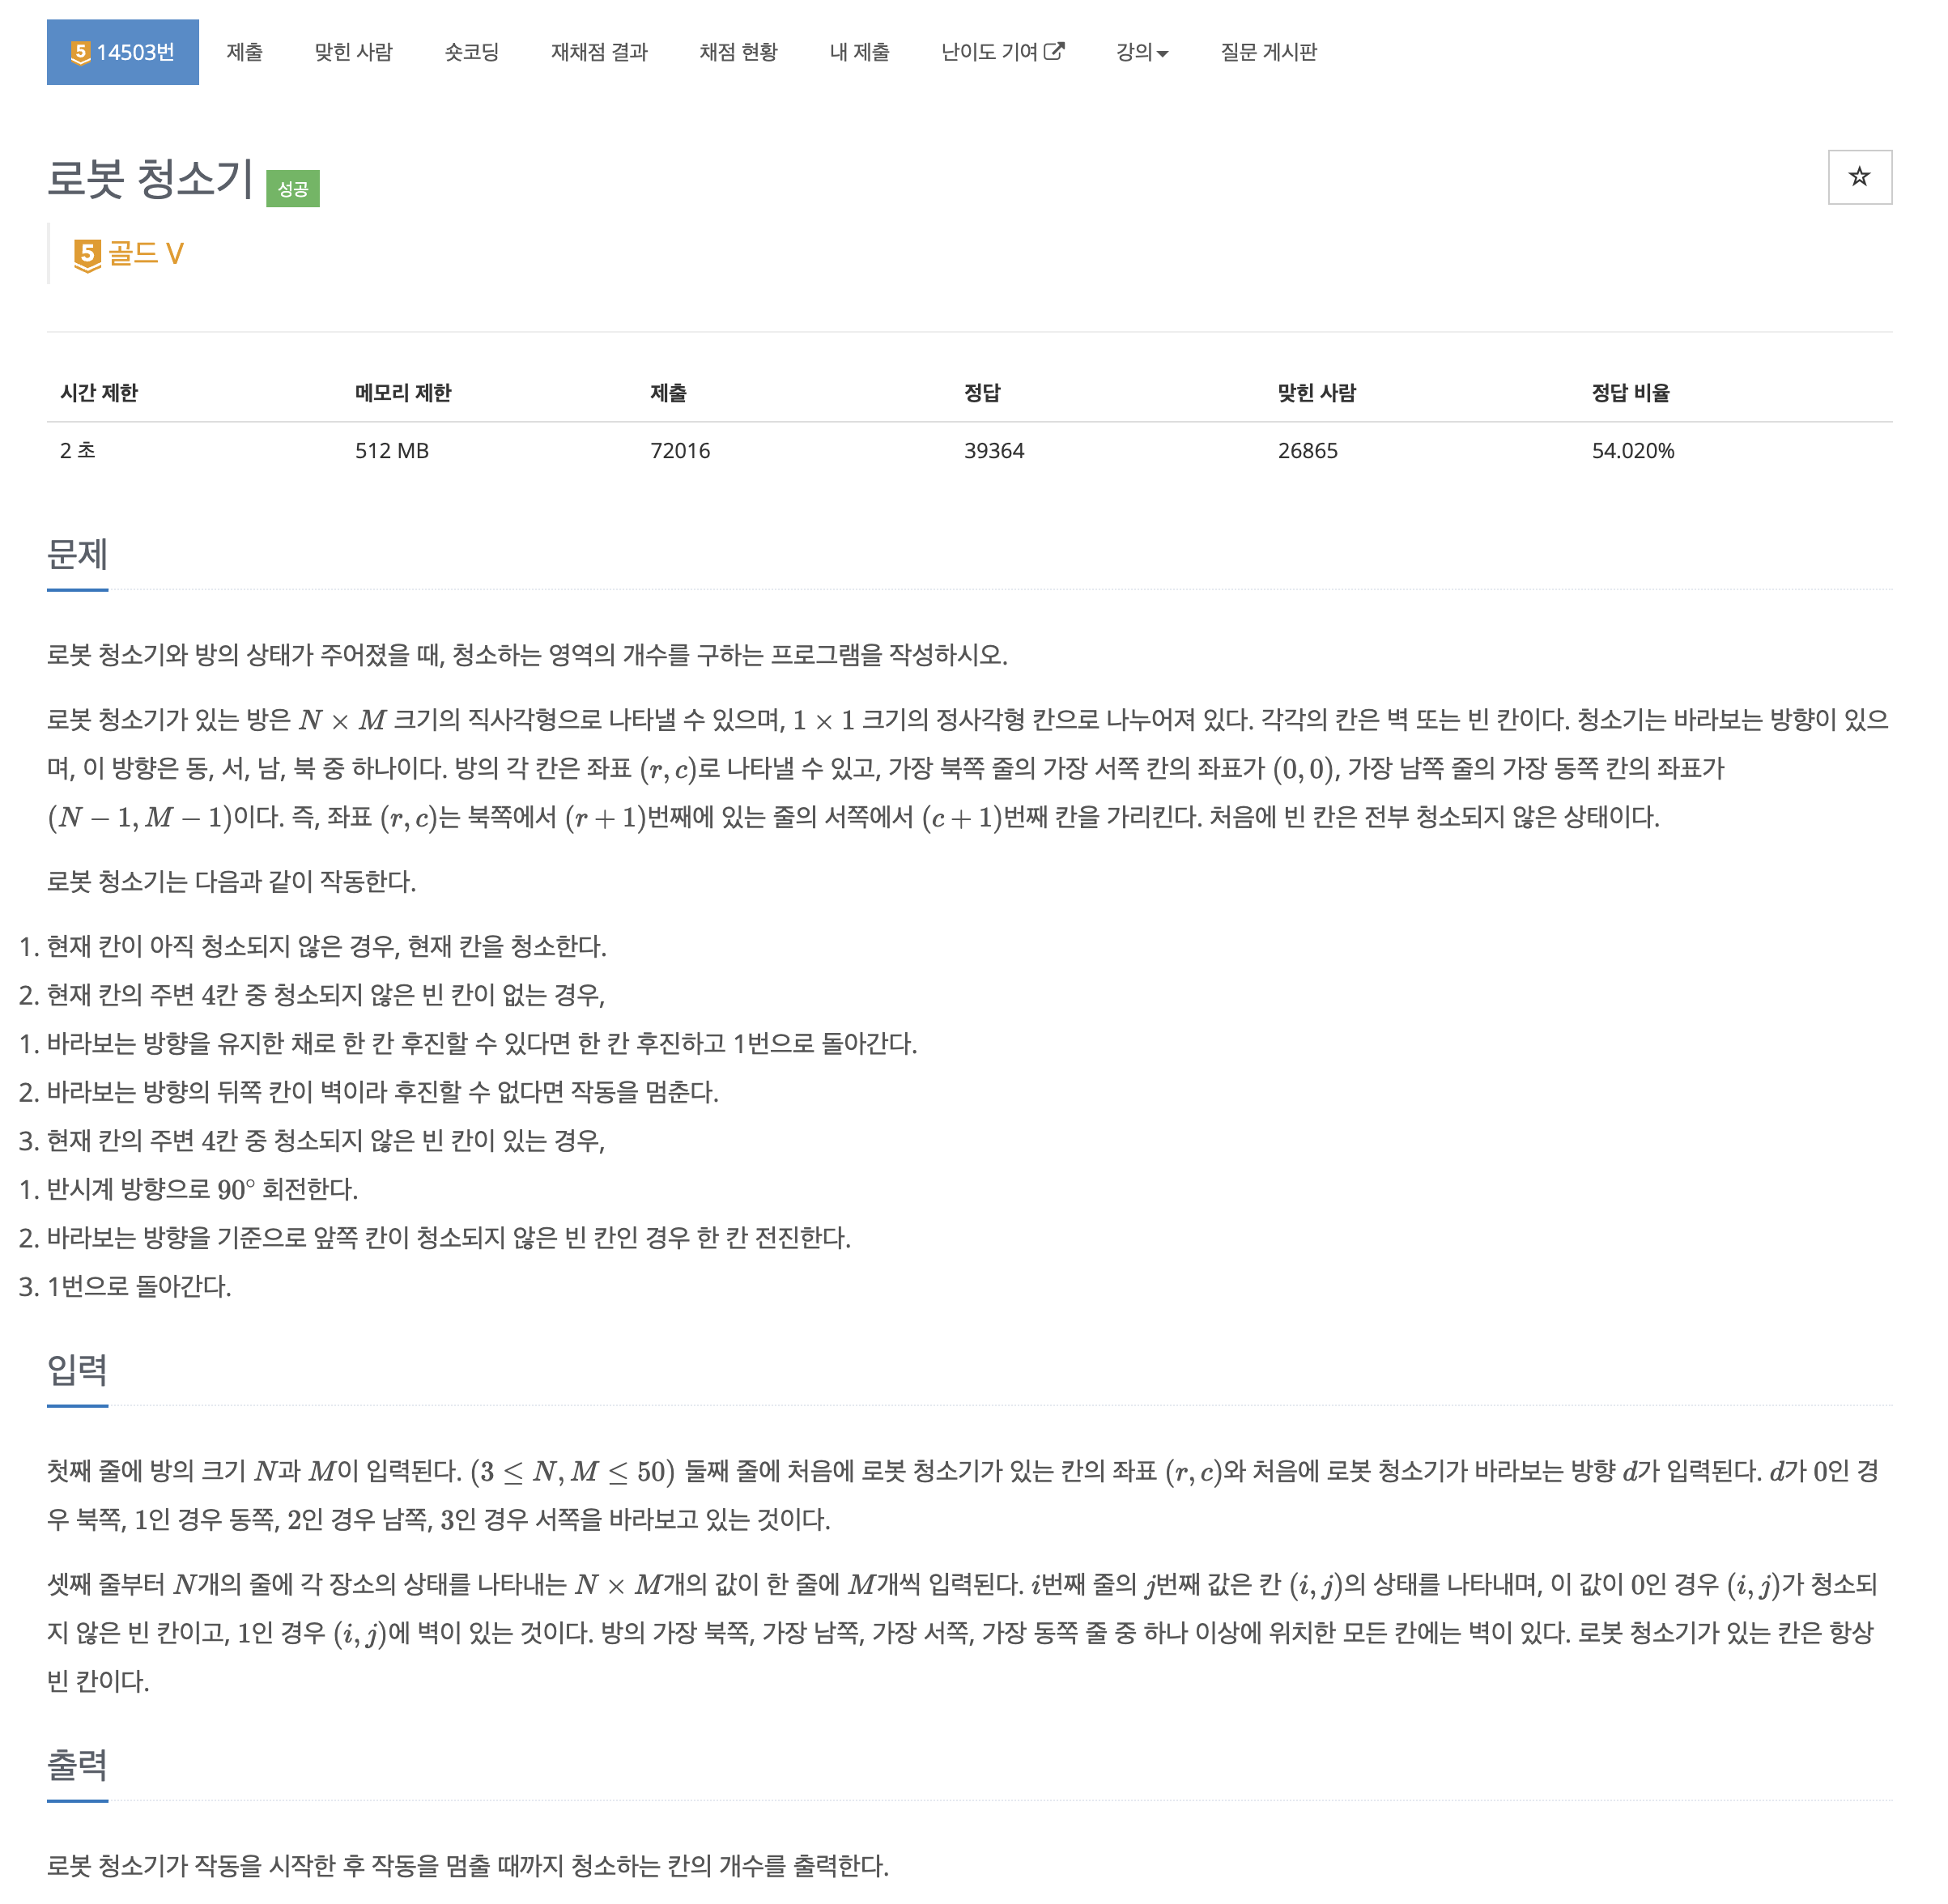 5 14503번 제출 맞힌 사람 숏코딩 재채점 결과 채점 현황 내 제출 난이도 기여 강의 질문 게시판
로봇 청소기 성공
5 골드 V
시간 제한 메모리 제한 제출 정답 맞힌 사람 정답 비율
2 초 512 MB 72016 39364 26865 54.020%
문제
로봇 청소기와 방의 상태가 주어졌을 때, 청소하는 영역의 개수를 구하는 프로그램을 작성하시오.
로봇 청소기가 있는 방은 N × M 크기의 직사각형으로 나타낼 수 있으며, 1 × 1 크기의 정사각형 칸으로 나누어져 있다. 각각의 칸은 벽 또는 빈 칸이다. 청소기는 바라보는 방향이 있으
며, 이 방향은 동, 서, 남, 북 중 하나이다. 방의 각 칸은 좌표 (r, c)로 나타낼 수 있고, 가장 북쪽 줄의 가장 서쪽 칸의 좌표가 (0, 0), 가장 남쪽 줄의 가장 동쪽 칸의 좌표가
(N − 1, M − 1)이다. 즉, 좌표 (r, c)는 북쪽에서 (r + 1)번째에 있는 줄의 서쪽에서 (c + 1)번째 칸을 가리킨다. 처음에 빈 칸은 전부 청소되지 않은 상태이다.
로봇 청소기는 다음과 같이 작동한다.
1. 현재 칸이 아직 청소되지 않은 경우, 현재 칸을 청소한다.
2. 현재 칸의 주변 4칸 중 청소되지 않은 빈 칸이 없는 경우,
1. 바라보는 방향을 유지한 채로 한 칸 후진할 수 있다면 한 칸 후진하고 1번으로 돌아간다.
2. 바라보는 방향의 뒤쪽 칸이 벽이라 후진할 수 없다면 작동을 멈춘다.
3. 현재 칸의 주변 4칸 중 청소되지 않은 빈 칸이 있는 경우,
1. 반시계 방향으로 90° 회전한다.
2. 바라보는 방향을 기준으로 앞쪽 칸이 청소되지 않은 빈 칸인 경우 한 칸 전진한다.
3. 1번으로 돌아간다.
입력
첫째 줄에 방의 크기 N과 M이 입력된다. (3 ≤ N, M ≤ 50) 둘째 줄에 처음에 로봇 청소기가 있는 칸의 좌표 (r, c)와 처음에 로봇 청소기가 바라보는 방향 d가 입력된다. d가 0인 경
우 북쪽, 1인 경우 동쪽, 2인 경우 남쪽, 3인 경우 서쪽을 바라보고 있는 것이다.
셋째 줄부터 N개의 줄에 각 장소의 상태를 나타내는 N × M개의 값이 한 줄에 M개씩 입력된다. i번째 줄의 j번째 값은 칸 (i, j)의 상태를 나타내며, 이 값이 0인 경우 (i, j)가 청소되
지 않은 빈 칸이고, 1인 경우 (i, j)에 벽이 있는 것이다. 방의 가장 북쪽, 가장 남쪽, 가장 서쪽, 가장 동쪽 줄 중 하나 이상에 위치한 모든 칸에는 벽이 있다. 로봇 청소기가 있는 칸은 항상
빈 칸이다.
출력
로봇 청소기가 작동을 시작한 후 작동을 멈출 때까지 청소하는 칸의 개수를 출력한다.